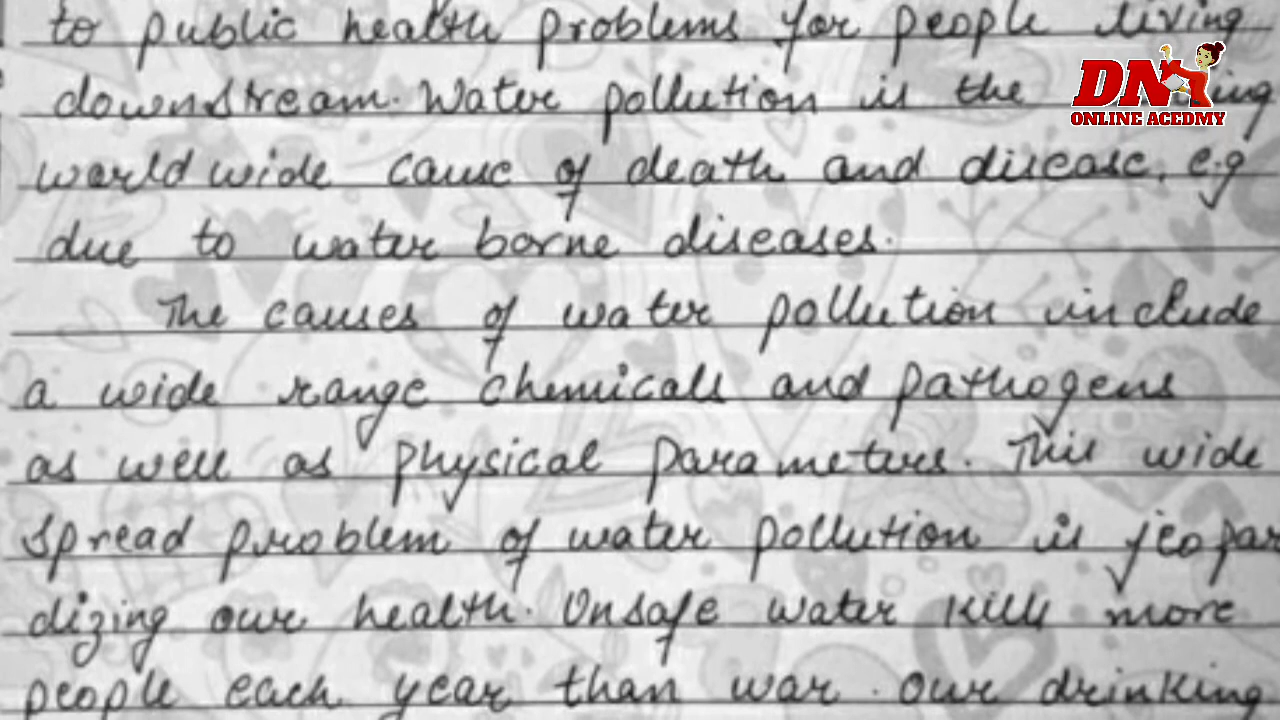 to public health problems for people living
downstream. Water pollution is the
world wide cause of death and disease, e.g
due to water borne diseases.
The causes of water pollution include
a wide range chemicals and pathogens
as well as physical parameters. This wide
spread problem of water pollution is jeopar
dizing our health. Unsafe water kills more
people each year than war. Our drinking
DN
ONLINE ACEDMY